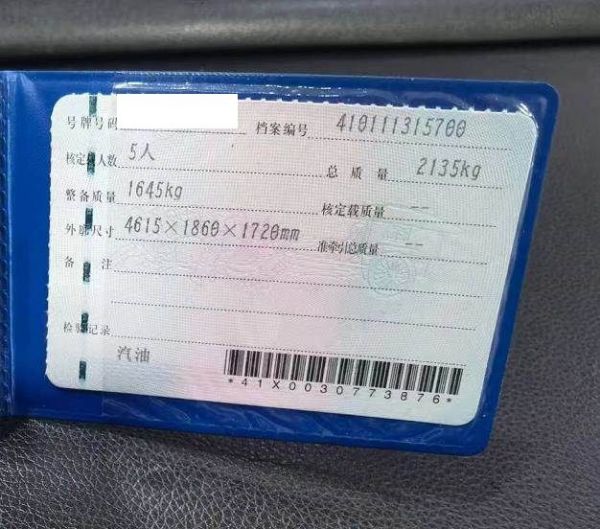 号牌号码 档案编号 410111315700
核定载人数 5人 总质量 2135kg
整备质量 1645kg 核定载质量 --
外廓尺寸 4615×1860×1720mm 准牵引总质量 --
备注
检验记录
汽油
*41X0030773876*